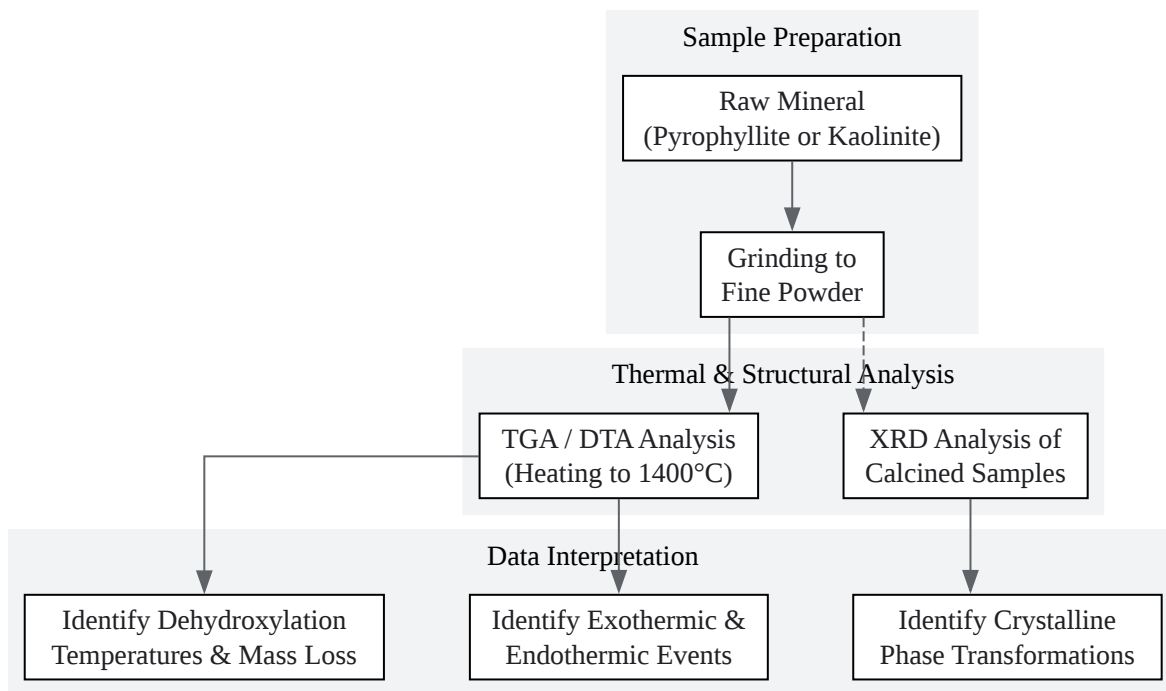 Sample Preparation
Raw Mineral
(Pyrophyllite or Kaolinite)
Grinding to
Fine Powder
Thermal & Structural Analysis
TGA / DTA Analysis
(Heating to 1400°C)
XRD Analysis of
Calcined Samples
Data Interpretation
Identify Dehydroxylation
Temperatures & Mass Loss
Identify Exothermic &
Endothermic Events
Identify Crystalline
Phase Transformations